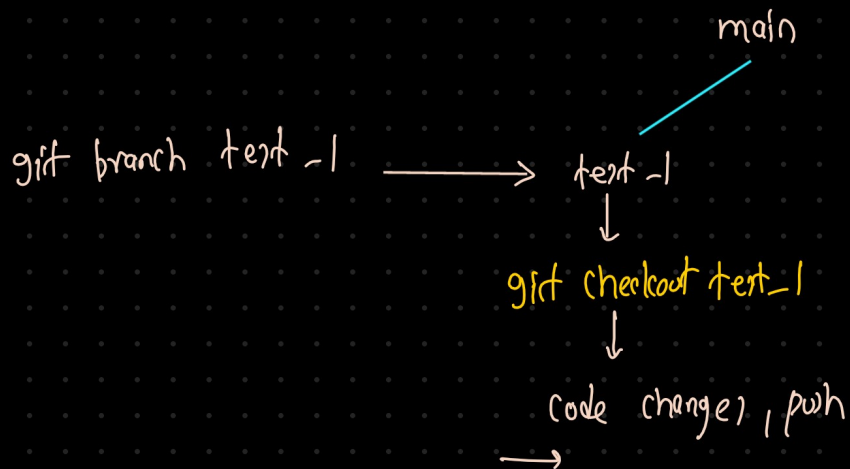 main
git branch test_1
test_1
git checkout test_1
code changes, push